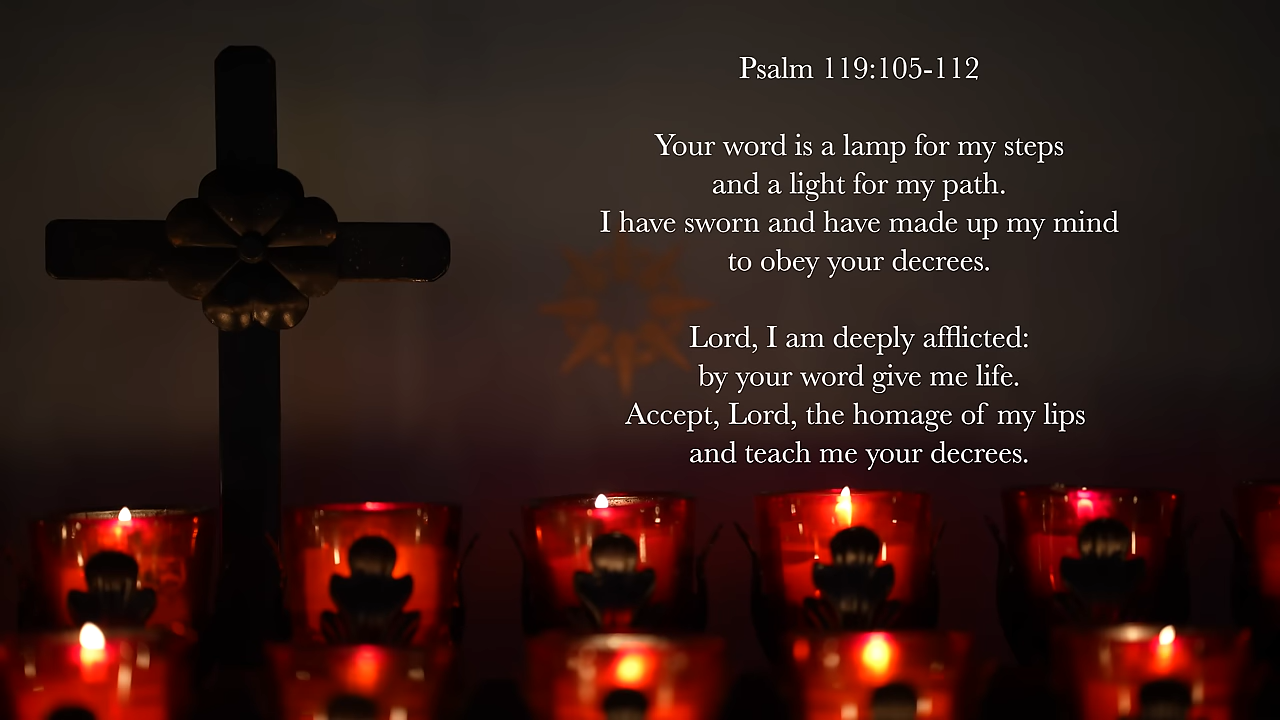 Psalm 119:105-112
Your word is a lamp for my steps
and a light for my path.
I have sworn and have made up my mind
to obey your decrees.
Lord, I am deeply afflicted:
by your word give me life.
Accept, Lord, the homage of my lips
and teach me your decrees.